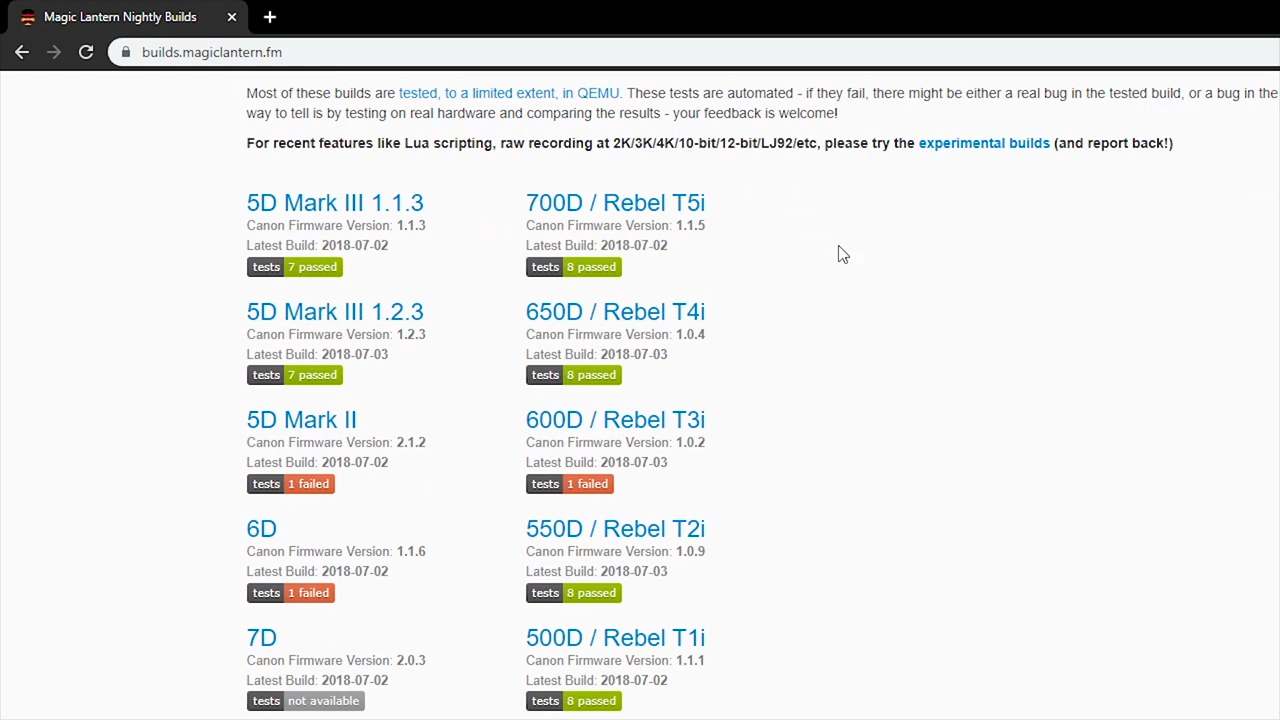 Magic Lantern Nightly Builds
builds.magiclantern.fm
Most of these builds are tested, to a limited extent, in QEMU. These tests are automated - if they fail, there might be either a real bug in the tested build, or a bug in the
way to tell is by testing on real hardware and comparing the results - your feedback is welcome!
For recent features like Lua scripting, raw recording at 2K/3K/4K/10-bit/12-bit/LJ92/etc, please try the experimental builds (and report back!)
5D Mark III 1.1.3
Canon Firmware Version: 1.1.3
Latest Build: 2018-07-02
tests 7 passed
5D Mark III 1.2.3
Canon Firmware Version: 1.2.3
Latest Build: 2018-07-03
tests 7 passed
5D Mark II
Canon Firmware Version: 2.1.2
Latest Build: 2018-07-02
tests 1 failed
6D
Canon Firmware Version: 1.1.6
Latest Build: 2018-07-02
tests 1 failed
7D
Canon Firmware Version: 2.0.3
Latest Build: 2018-07-02
tests not available
700D / Rebel T5i
Canon Firmware Version: 1.1.5
Latest Build: 2018-07-02
tests 8 passed
650D / Rebel T4i
Canon Firmware Version: 1.0.4
Latest Build: 2018-07-03
tests 8 passed
600D / Rebel T3i
Canon Firmware Version: 1.0.2
Latest Build: 2018-07-03
tests 1 failed
550D / Rebel T2i
Canon Firmware Version: 1.0.9
Latest Build: 2018-07-03
tests 8 passed
500D / Rebel T1i
Canon Firmware Version: 1.1.1
Latest Build: 2018-07-02
tests 8 passed